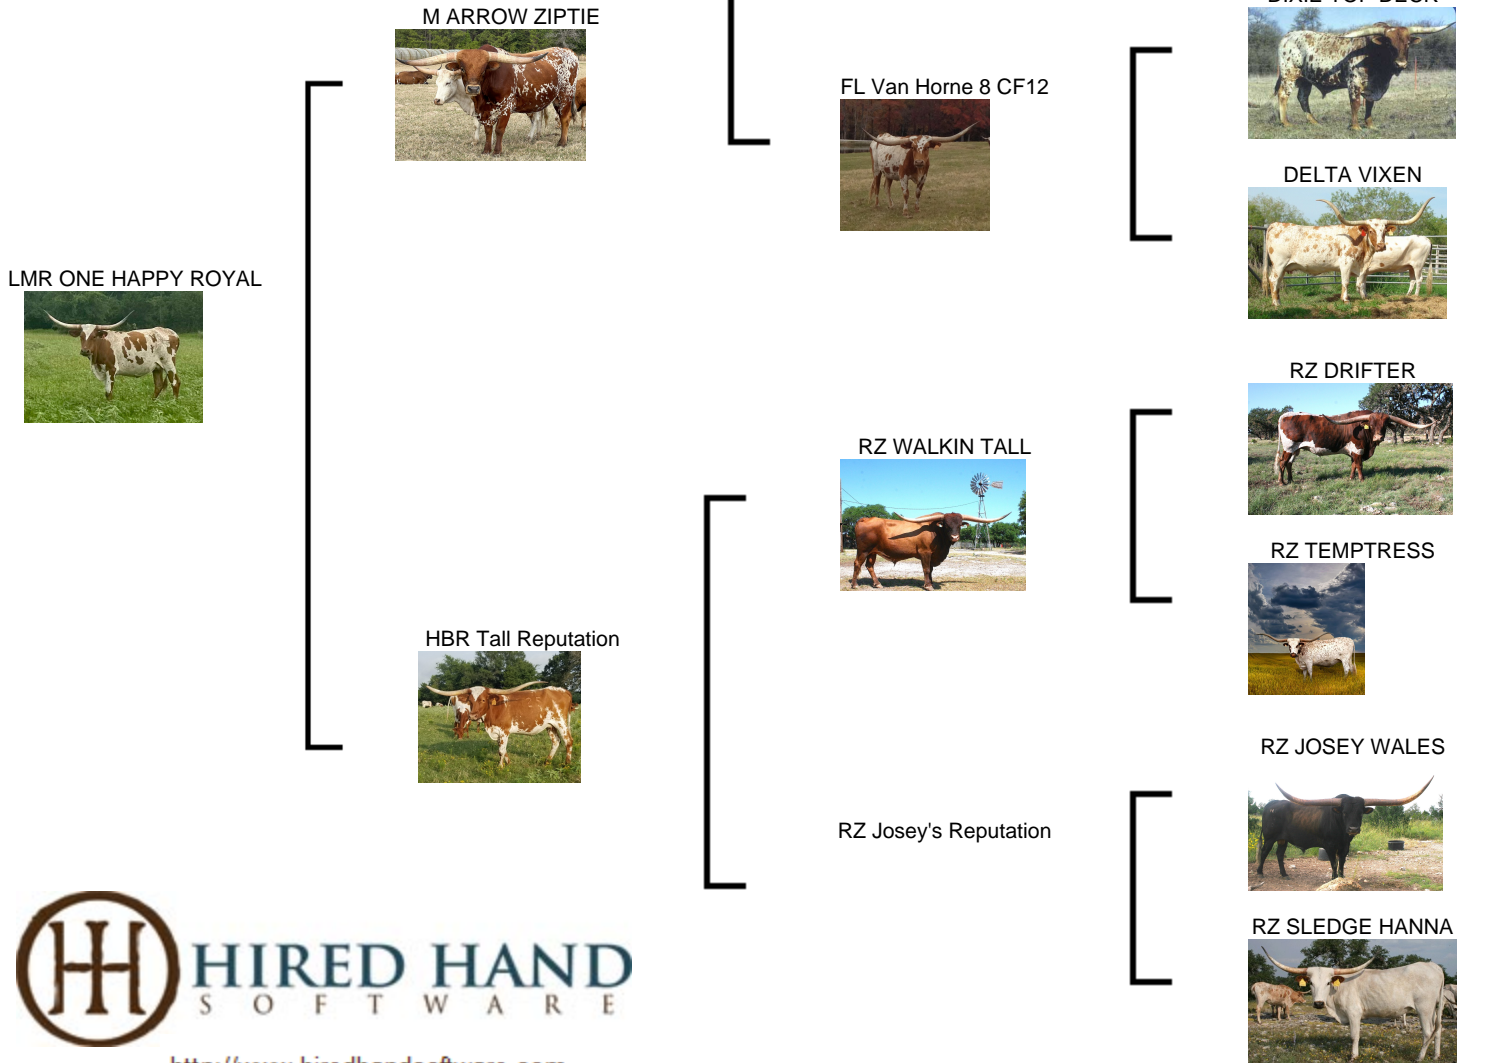 M ARROW ZIPTIE
FL Van Horne 8 CF12
DELTA VIXEN
LMR ONE HAPPY ROYAL
RZ DRIFTER
RZ WALKIN TALL
RZ TEMPTRESS
HBR Tall Reputation
RZ JOSEY WALES
RZ Josey's Reputation
RZ SLEDGE HANNA
HH
HIRED HAND
SOFTWARE